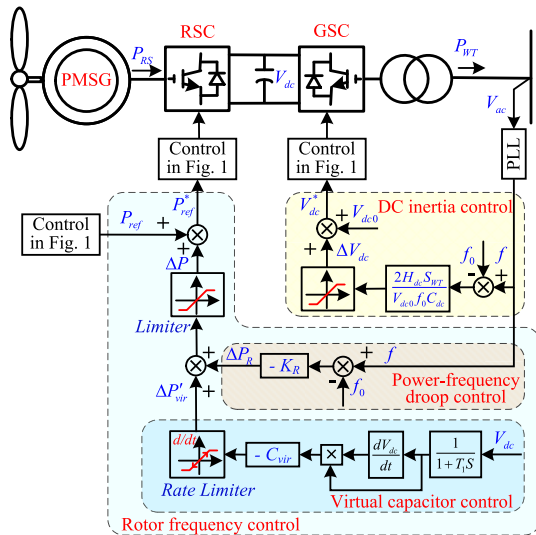 RSC
GSC
PMSG
P_RS
V_dc
P_WT
V_ac
PLL
Control
in Fig. 1
Control
in Fig. 1
Control
in Fig. 1
P_ref
+
P*_ref
+
ΔP
Limiter
V*_dc
+
V_dc0
+
ΔV_dc
DC inertia control
2H_dc S_WT
V_dc0 f_0 C_dc
f_0
-
f
+
+
ΔP_R
- K_R
+
f
-
f_0
Power-frequency
droop control
ΔP'_vir
+
d/dt
Rate Limiter
- C_vir
×
dV_dc
dt
1
1+T_1S
V_dc
Virtual capacitor control
Rotor frequency control